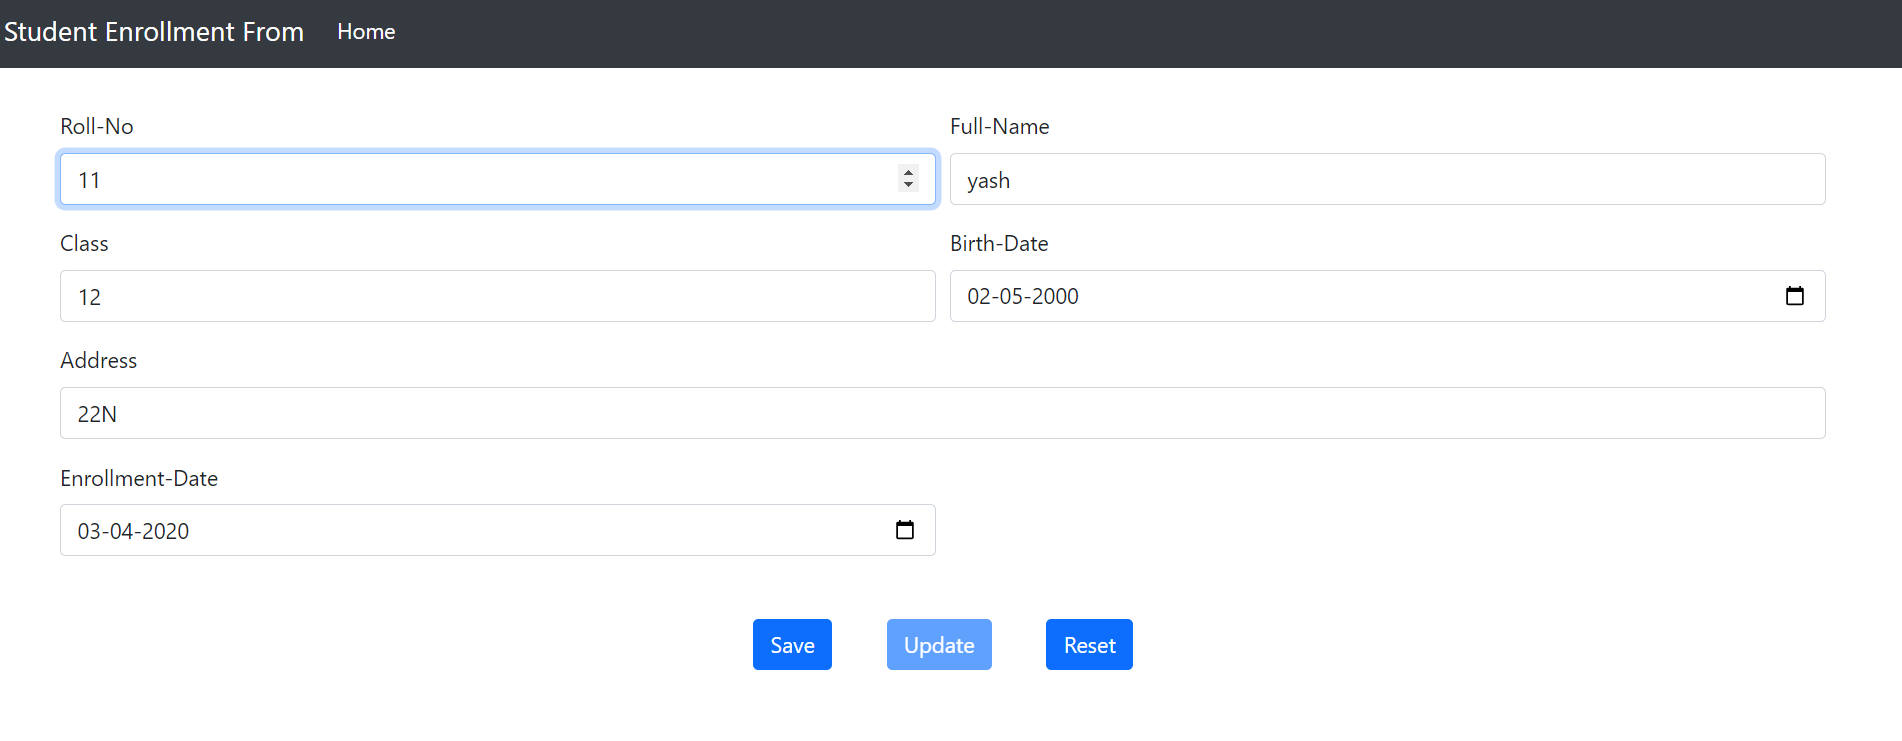 Student Enrollment From Home
Roll-No Full-Name
11 yash
Class Birth-Date
12 02-05-2000
Address
22N
Enrollment-Date
03-04-2020
Save Update Reset